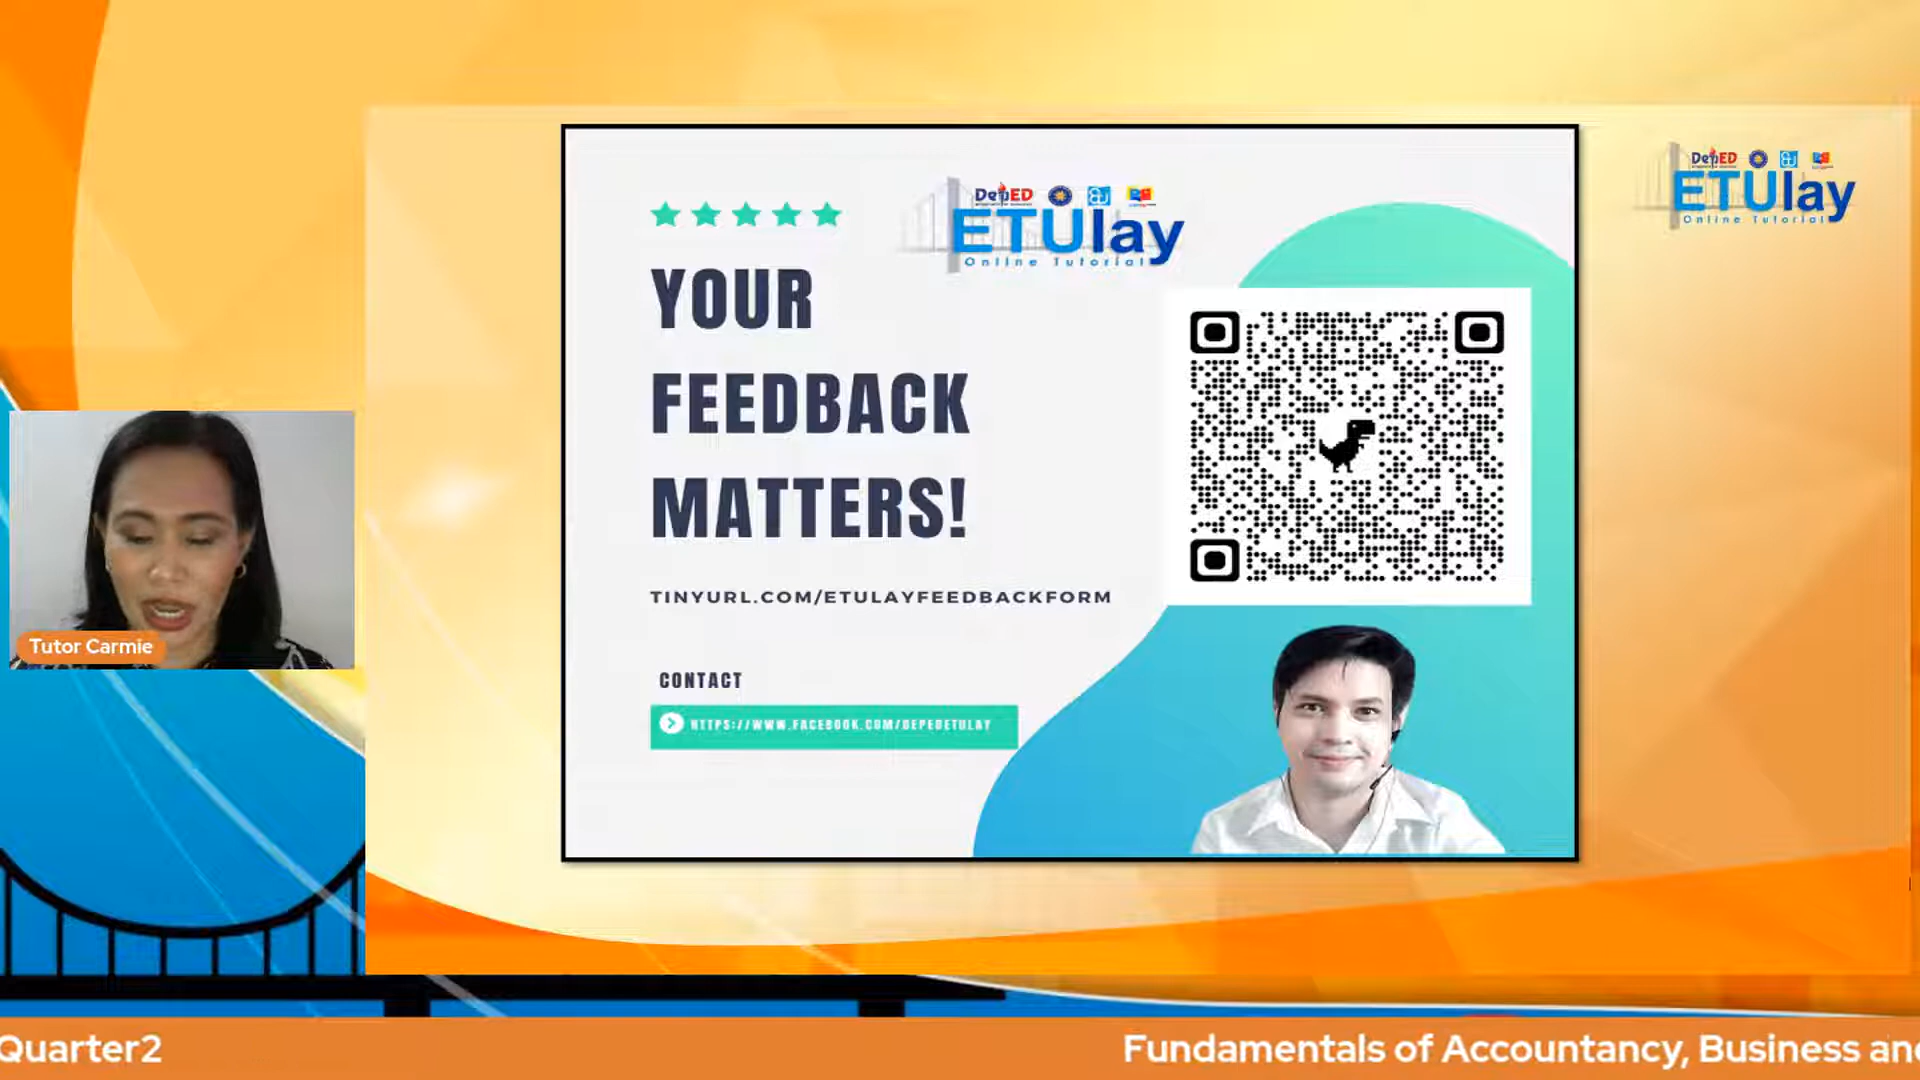 DepED
ETUlay
Online Tutorial
YOUR
FEEDBACK
MATTERS!
TINYURL.COM/ETULAYFEEDBACKFORM
CONTACT
HTTPS://WWW.FACEBOOK.COM/DEPEDETULAY
DepED
ETUlay
Online Tutorial
Tutor Carmie
Quarter2
Fundamentals of Accountancy, Business an